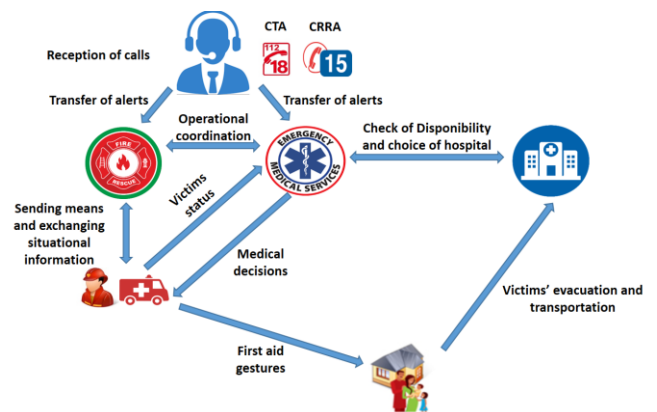 CTA
CRRA
Reception of calls
112
18
15
Transfer of alerts
Transfer of alerts
Operational
coordination
FIRE
RESCUE
EMERGENCY
MEDICAL SERVICES
Check of Disponibility
and choice of hospital
Victims
status
Sending means
and exchanging
situational
information
Medical
decisions
Victims’ evacuation and
transportation
First aid
gestures